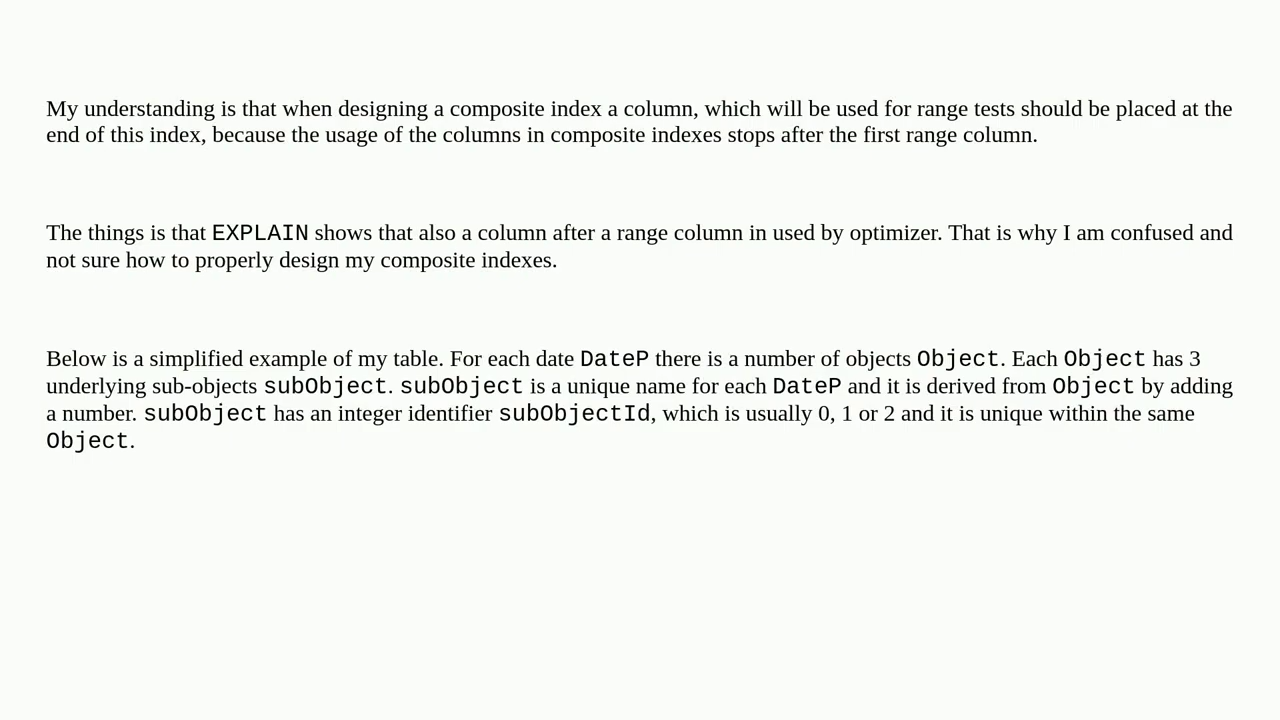 My understanding is that when designing a composite index a column, which will be used for range tests should be placed at the
end of this index, because the usage of the columns in composite indexes stops after the first range column.
The things is that EXPLAIN shows that also a column after a range column in used by optimizer. That is why I am confused and
not sure how to properly design my composite indexes.
Below is a simplified example of my table. For each date DateP there is a number of objects Object. Each Object has 3
underlying sub-objects subObject. subObject is a unique name for each DateP and it is derived from Object by adding
a number. subObject has an integer identifier subObjectId, which is usually 0, 1 or 2 and it is unique within the same
Object.